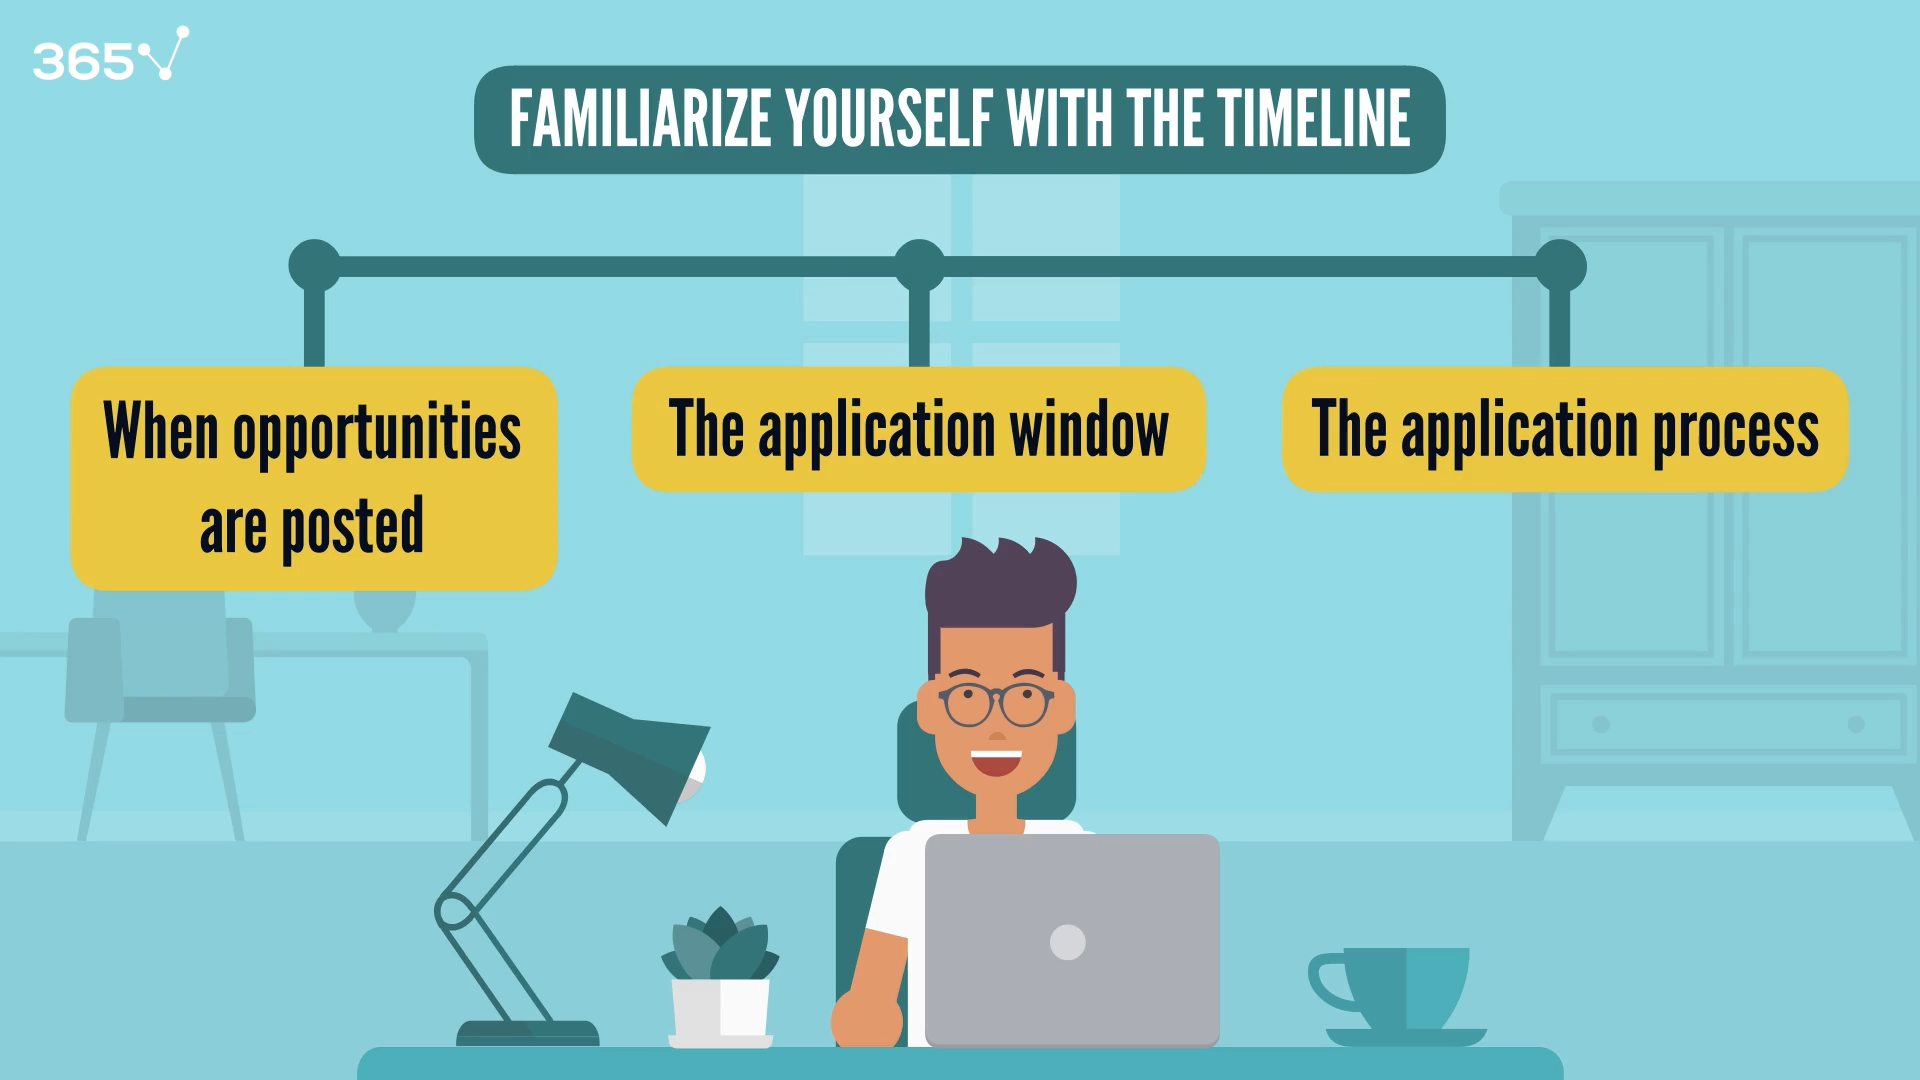 365
FAMILIARIZE YOURSELF WITH THE TIMELINE
When opportunities
are posted
The application window
The application process